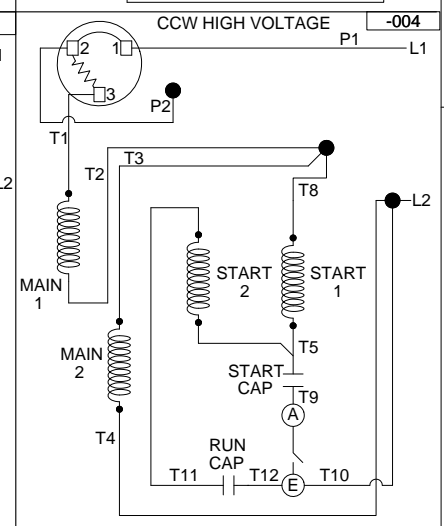 CCW HIGH VOLTAGE
-004
2
1
P1
L1
3
P2
T1
T2
T3
T8
L2
L2
MAIN
1
START
2
START
1
MAIN
2
T5
START
CAP
T9
A
T4
RUN
CAP
T11
T12
E
T10